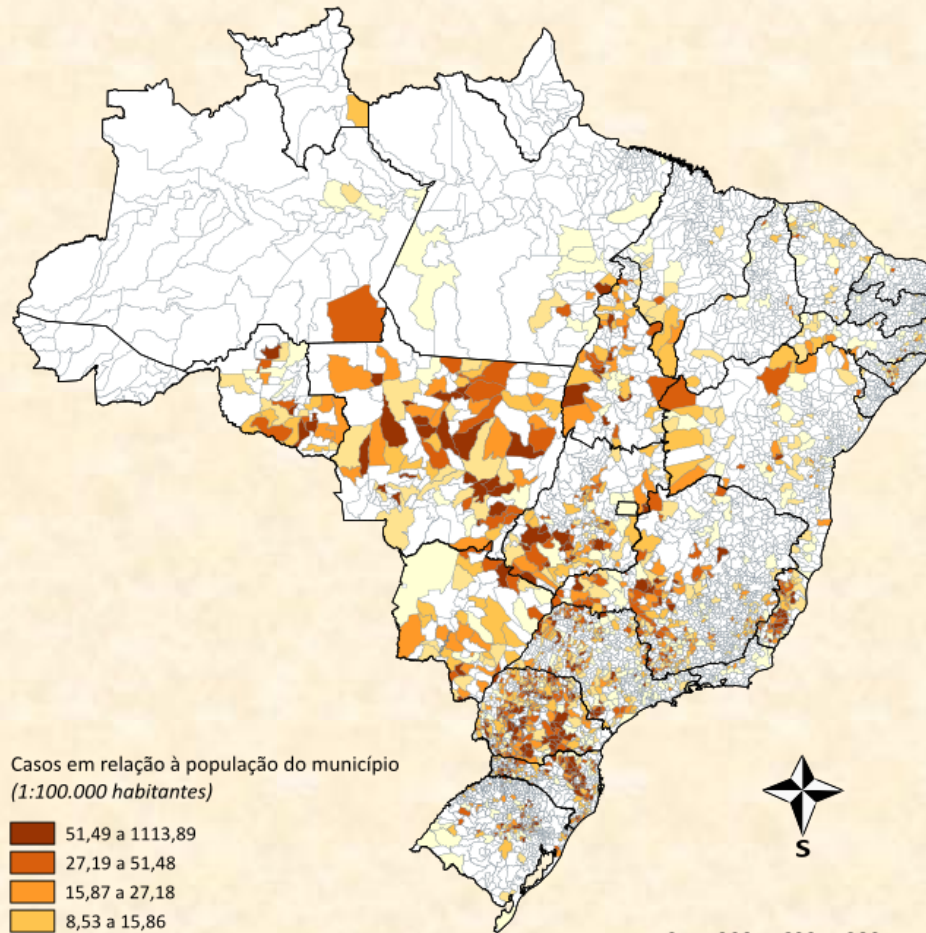 Casos em relação à população do município
(1:100.000 habitantes)
51,49 a 1113,89
27,19 a 51,48
15,87 a 27,18
8,53 a 15,86
S